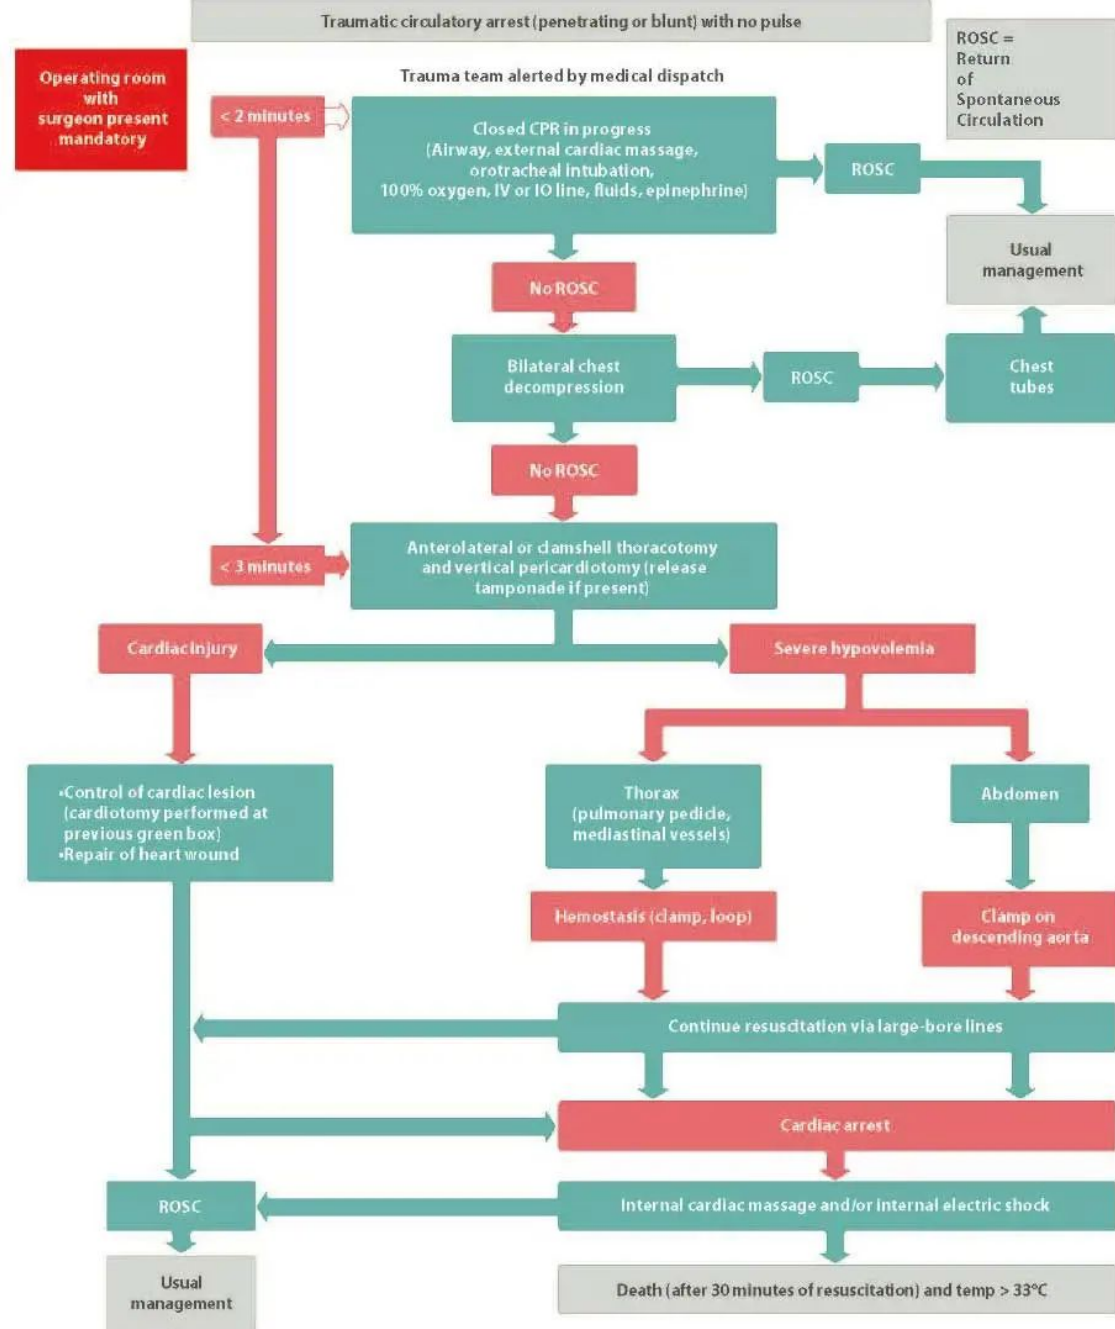 Traumatic circulatory arrest (penetrating or blunt) with no pulse
ROSC =
Return
of
Spontaneous
Circulation
Operating room
with
surgeon present
mandatory
Trauma team alerted by medical dispatch
< 2 minutes
Closed CPR in progress
(Airway, external cardiac massage,
orotracheal intubation,
100% oxygen, IV or IO line, fluids, epinephrine)
ROSC
Usual
management
No ROSC
Bilateral chest
decompression
ROSC
Chest
tubes
No ROSC
< 3 minutes
Anterolateral or clamshell thoracotomy
and vertical pericardiotomy (release
tamponade if present)
Cardiac injury
Severe hypovolemia
•Control of cardiac lesion
(cardiotomy performed at
previous green box)
•Repair of heart wound
Thorax
(pulmonary pedicle,
mediastinal vessels)
Abdomen
Hemostasis (clamp, loop)
Clamp on
descending aorta
Continue resuscitation via large-bore lines
Cardiac arrest
ROSC
Internal cardiac massage and/or internal electric shock
Usual
management
Death (after 30 minutes of resuscitation) and temp > 33°C